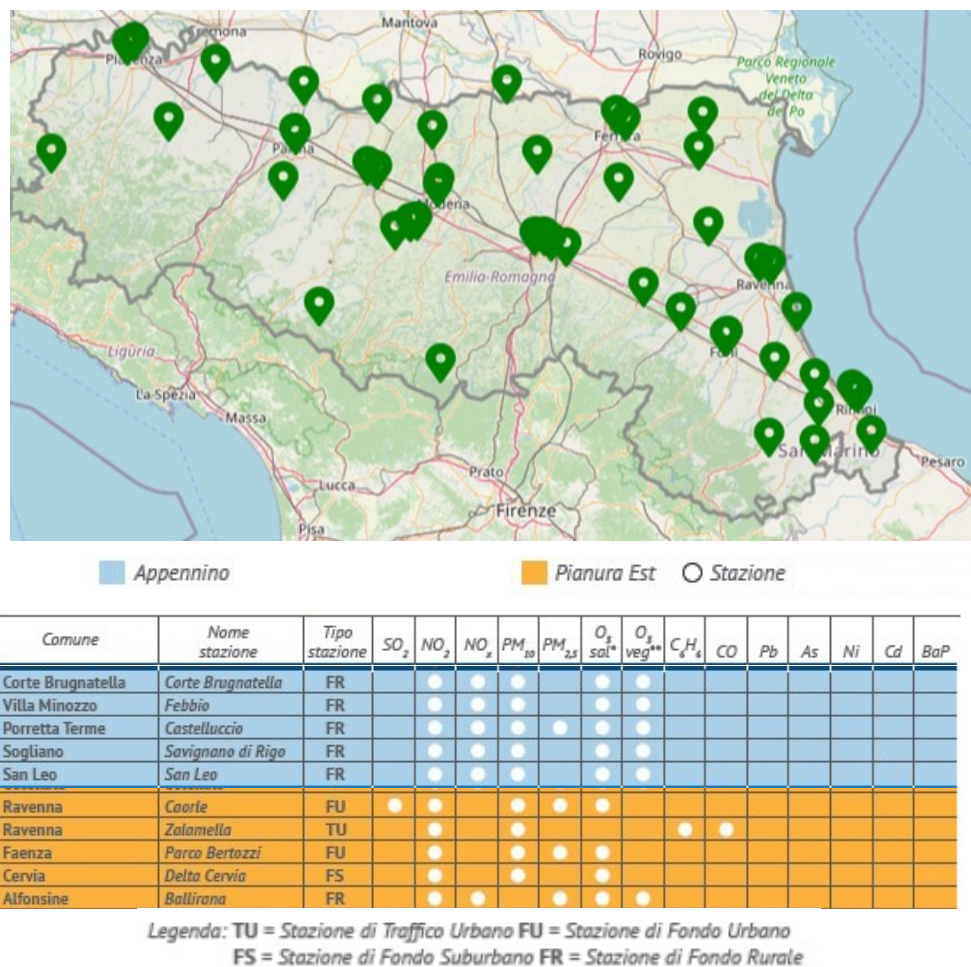 Mantova
Cremona
Piacenza
Rovigo
Parco Regionale
Veneto
del Delta
del Po
Ferrara
Parma
Modena
Emilia-Romagna
Ravenna
Liguria
Forlì
La Spezia
Massa
Rimini
San Marino
Pesaro
Prato
Lucca
Firenze
Pisa
Appennino Pianura Est Stazione
Comune Nome stazione Tipo stazione SO2 NO2 NOx PM10 PM2,5 O3 sal* O3 veg** C6H6 CO Pb As Ni Cd BaP
Corte Brugnatella Corte Brugnatella FR
Villa Minozzo Febbio FR
Porretta Terme Castelluccio FR
Sogliano Savignano di Rigo FR
San Leo San Leo FR
Ravenna Caorle FU
Ravenna Zalamella TU
Faenza Parco Bertozzi FU
Cervia Delta Cervia FS
Alfonsine Ballirana FR
Legenda: TU = Stazione di Traffico Urbano FU = Stazione di Fondo Urbano
FS = Stazione di Fondo Suburbano FR = Stazione di Fondo Rurale